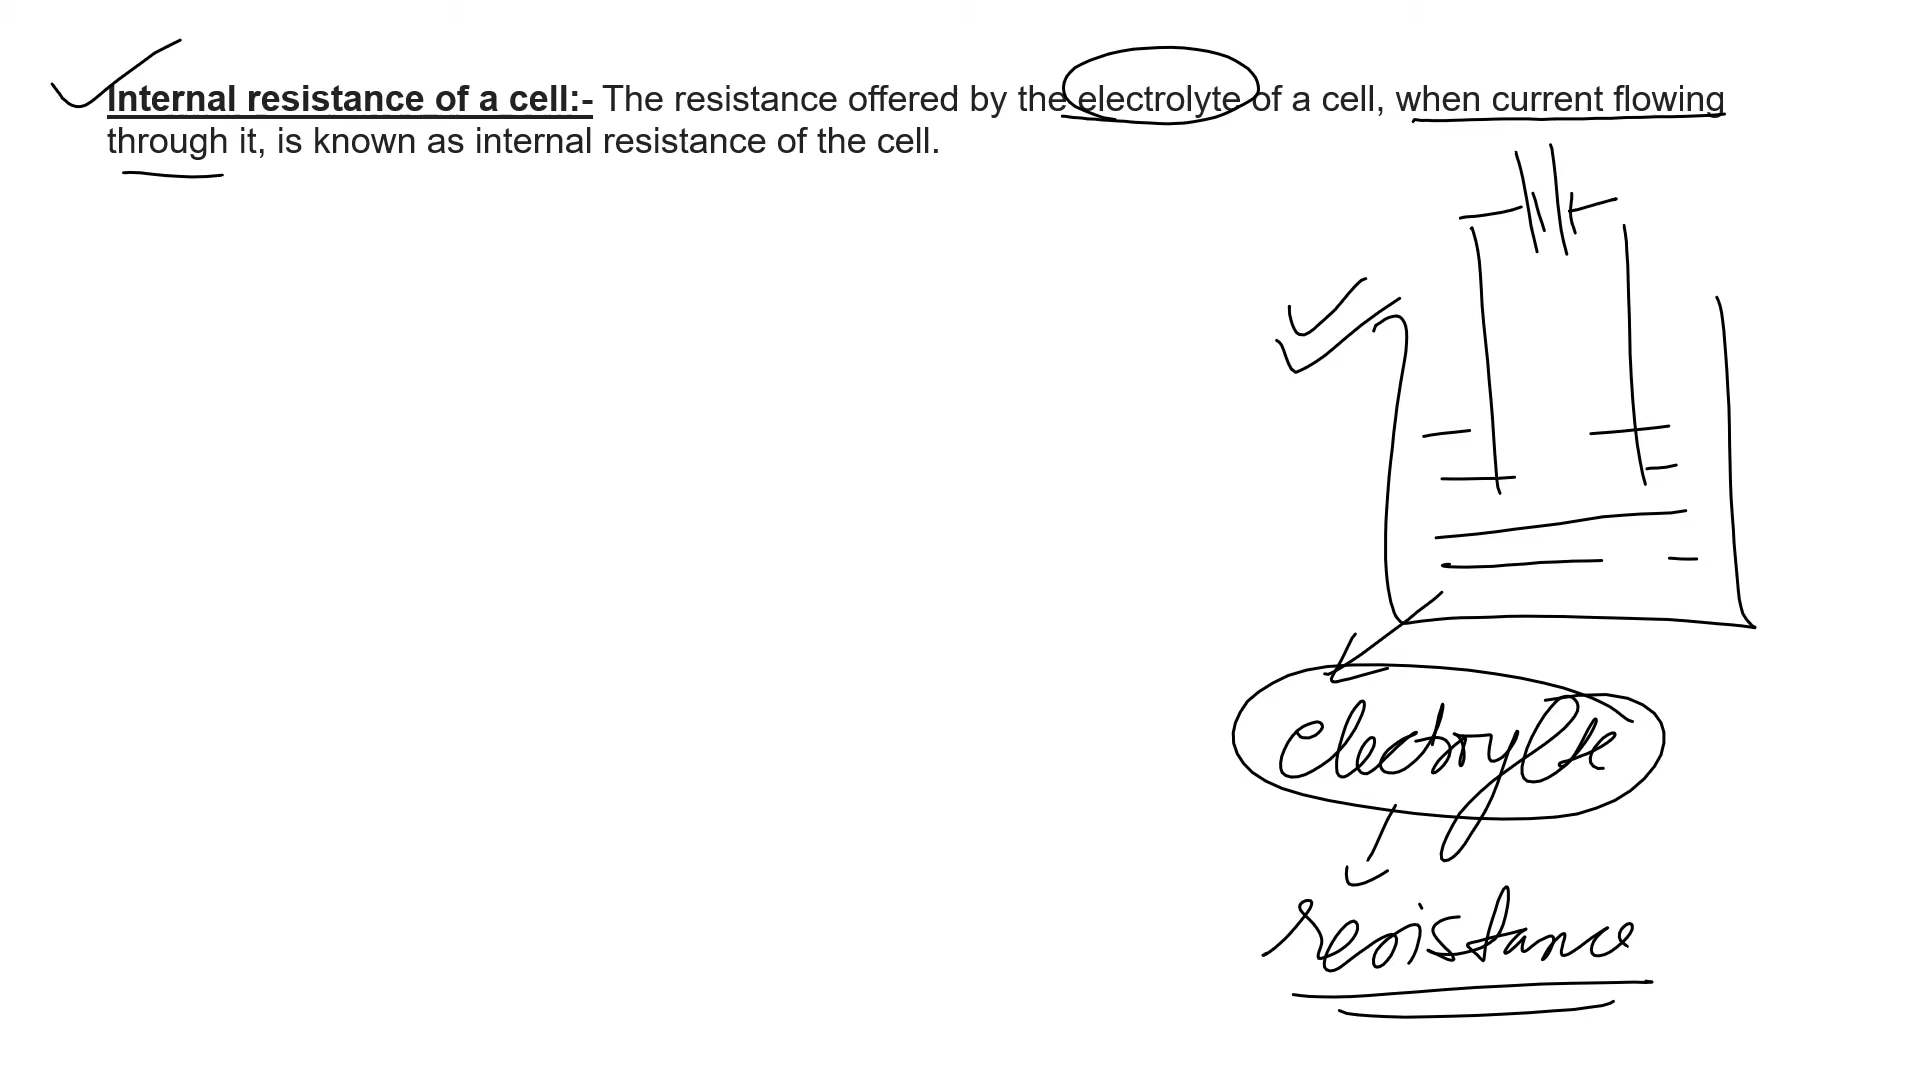 Internal resistance of a cell:- The resistance offered by the electrolyte of a cell, when current flowing
through it, is known as internal resistance of the cell.
electrolyte
resistance